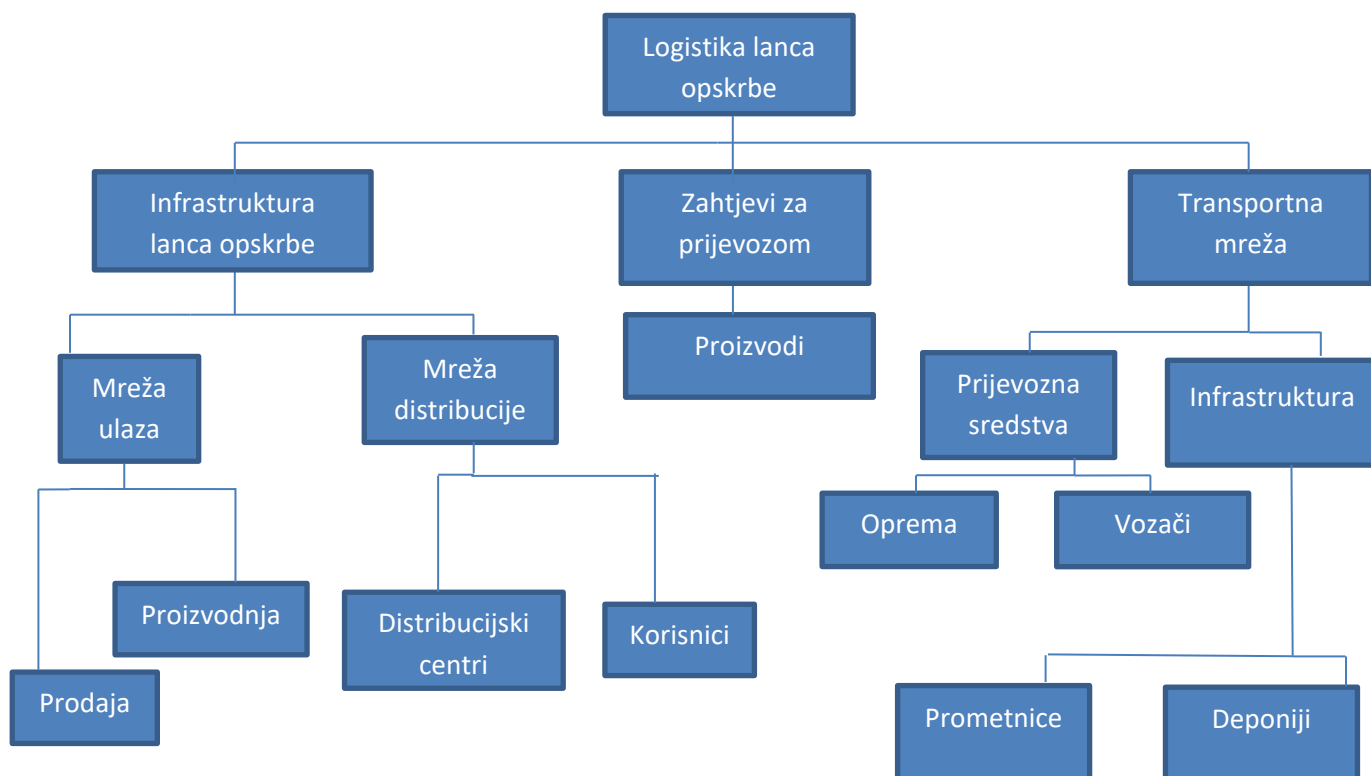 Logistika lanca
opskrbe
Infrastruktura
lanca opskrbe
Zahtjevi za
prijevozom
Transportna
mreža
Proizvodi
Mreža
ulaza
Mreža
distribucije
Prijevozna
sredstva
Infrastruktura
Oprema
Vozači
Proizvodnja
Prodaja
Distribucijski
centri
Korisnici
Prometnice
Deponiji